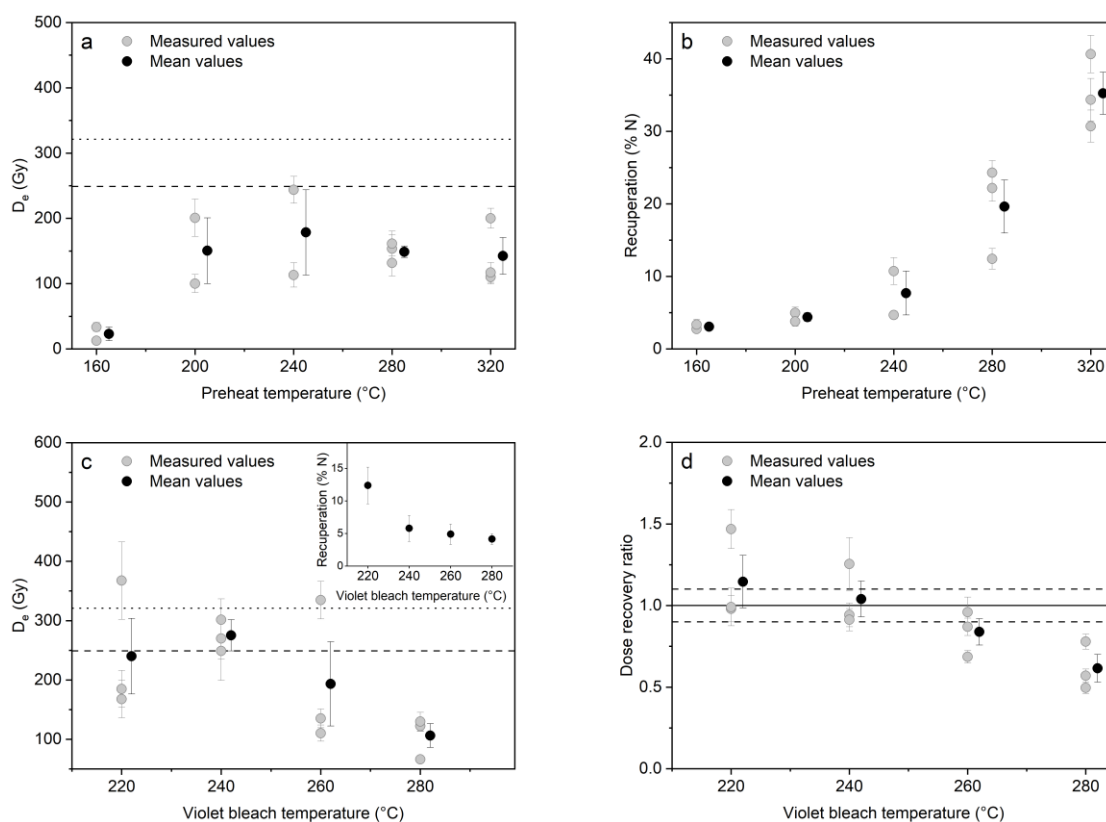 a
Measured values
Mean values
500
400
300
200
100
0
Dₑ (Gy)
160 200 240 280 320
Preheat temperature (°C)
b
Measured values
Mean values
40
30
20
10
0
Recuperation (% N)
160 200 240 280 320
Preheat temperature (°C)
c
Measured values
Mean values
600
500
400
300
200
100
Dₑ (Gy)
220 240 260 280
Violet bleach temperature (°C)
15
10
5
0
Recuperation (% N)
220 240 260 280
Violet bleach temperature (°C)
d
Measured values
Mean values
2.0
1.5
1.0
0.5
0.0
Dose recovery ratio
220 240 260 280
Violet bleach temperature (°C)